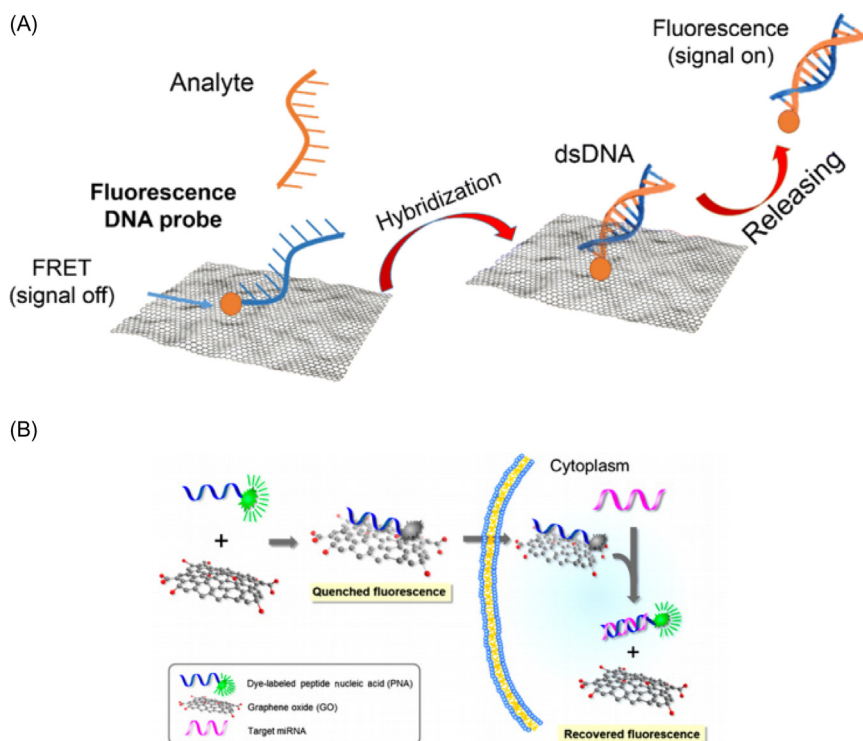 (A)
Analyte
Fluorescence
DNA probe
FRET
(signal off)
Hybridization
dsDNA
Releasing
Fluorescence
(signal on)
(B)
Cytoplasm
+
Quenched fluorescence
+
Recovered fluorescence
Dye-labeled peptide nucleic acid (PNA)
Graphene oxide (GO)
Target miRNA